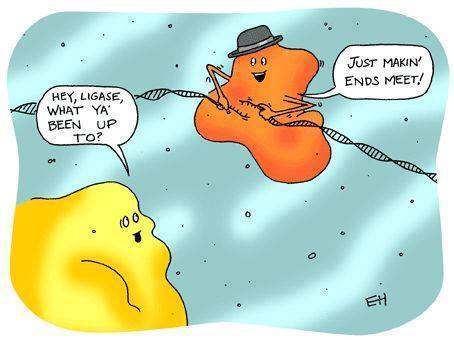 HEY, LIGASE,
WHAT YA'
BEEN UP
TO?
JUST MAKIN'
ENDS MEET!
EH